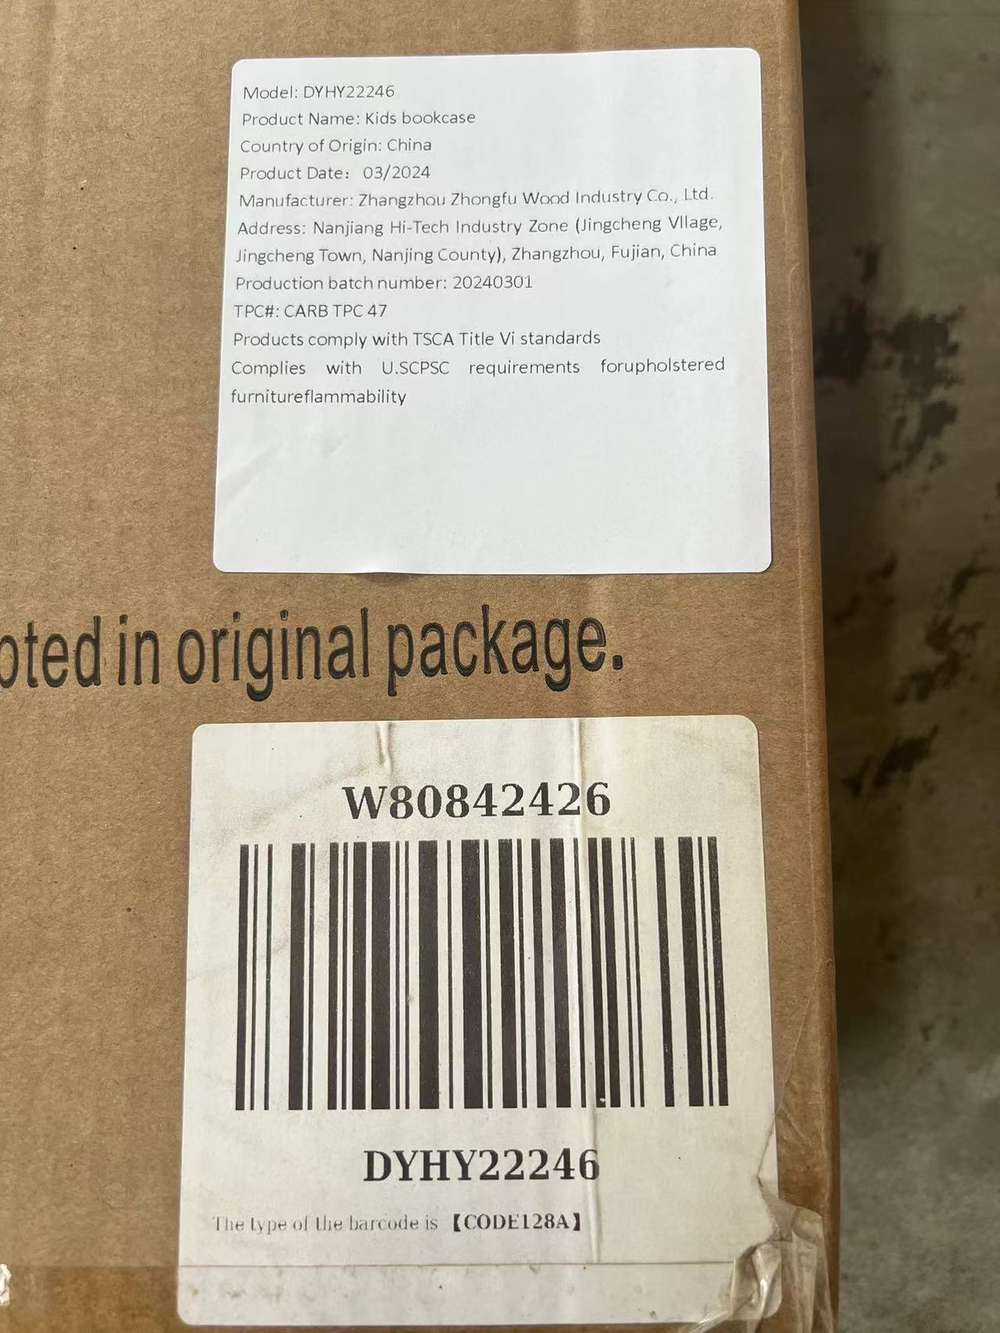 Model: DYHY22246
Product Name: Kids bookcase
Country of Origin: China
Product Date: 03/2024
Manufacturer: Zhangzhou Zhongfu Wood Industry Co., Ltd.
Address: Nanjiang Hi-Tech Industry Zone (Jingcheng Vllage,
Jingcheng Town, Nanjing County), Zhangzhou, Fujian, China
Production batch number: 20240301
TPC#: CARB TPC 47
Products comply with TSCA Title Vi standards
Complies with U.SCPSC requirements forupholstered
furnitureflammability
in original package.
W80842426
DYHY22246
The type of the barcode is 【CODE128A】